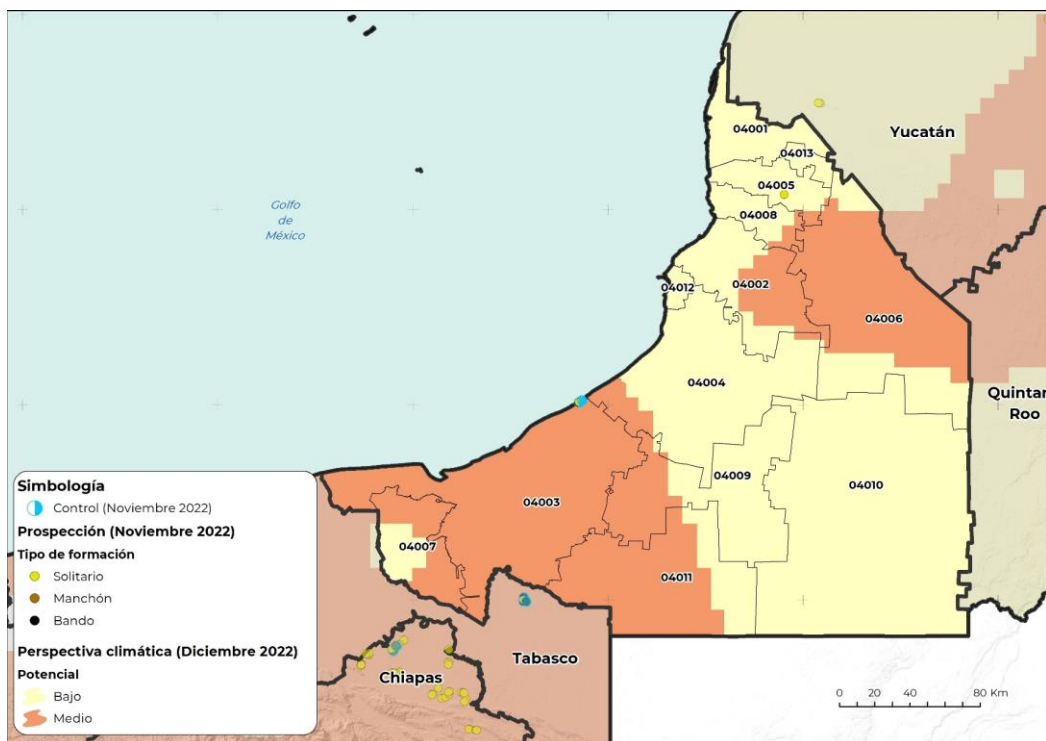 04001
Yucatán
04013
04005
Golfo
de
México
04008
04002
04012
04006
04004
Quintan
Roo
04009
04010
Simbología
Control (Noviembre 2022)
04003
Prospección (Noviembre 2022)
Tipo de formación
04007
Solitario
04011
Manchón
Bando
Perspectiva climática (Diciembre 2022)
Tabasco
Potencial
Chiapas
Bajo
Medio
0 20 40 80 Km